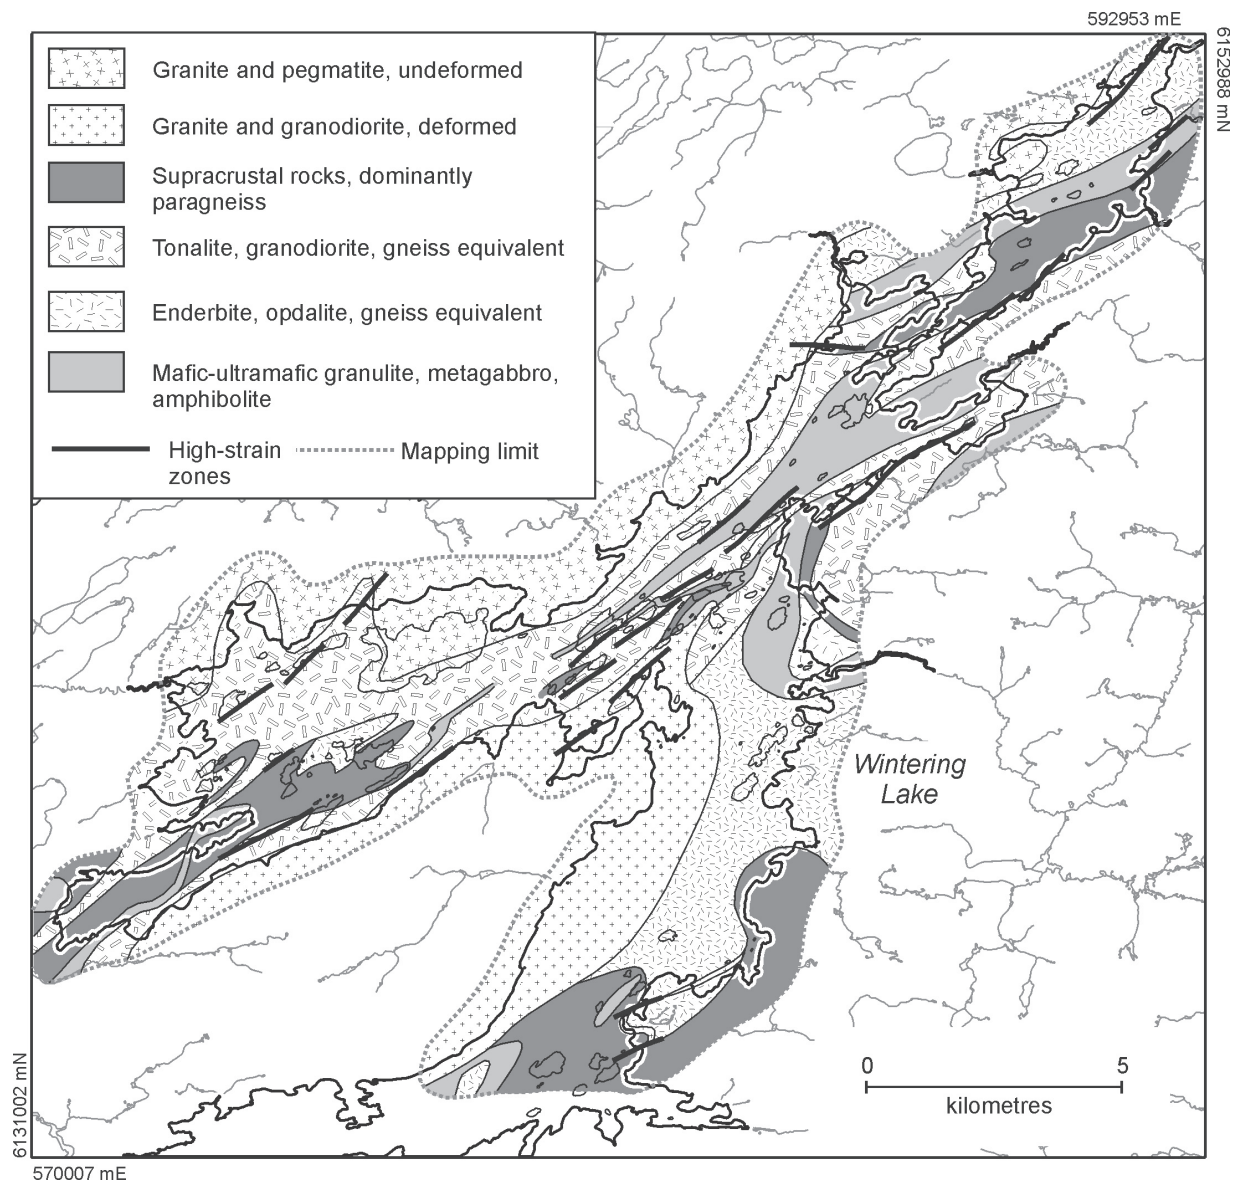 592953 mE
6152988 mN
Granite and pegmatite, undeformed
Granite and granodiorite, deformed
Supracrustal rocks, dominantly
paragneiss
Tonalite, granodiorite, gneiss equivalent
Enderbite, opdalite, gneiss equivalent
Mafic-ultramafic granulite, metagabbro,
amphibolite
High-strain
zones
Mapping limit
Wintering
Lake
0 5
kilometres
6131002 mN
570007 mE